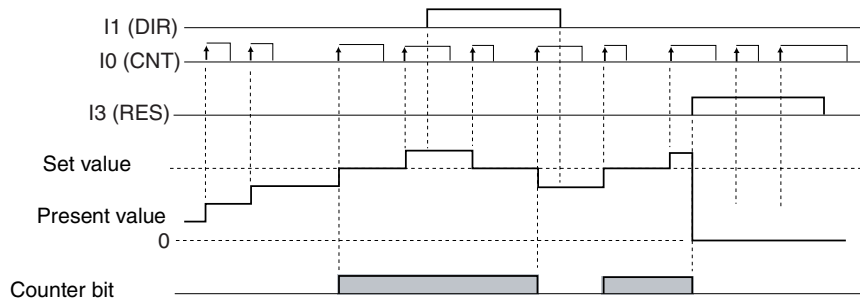 I1 (DIR)
I0 (CNT)
I3 (RES)
Set value
Present value
0
Counter bit